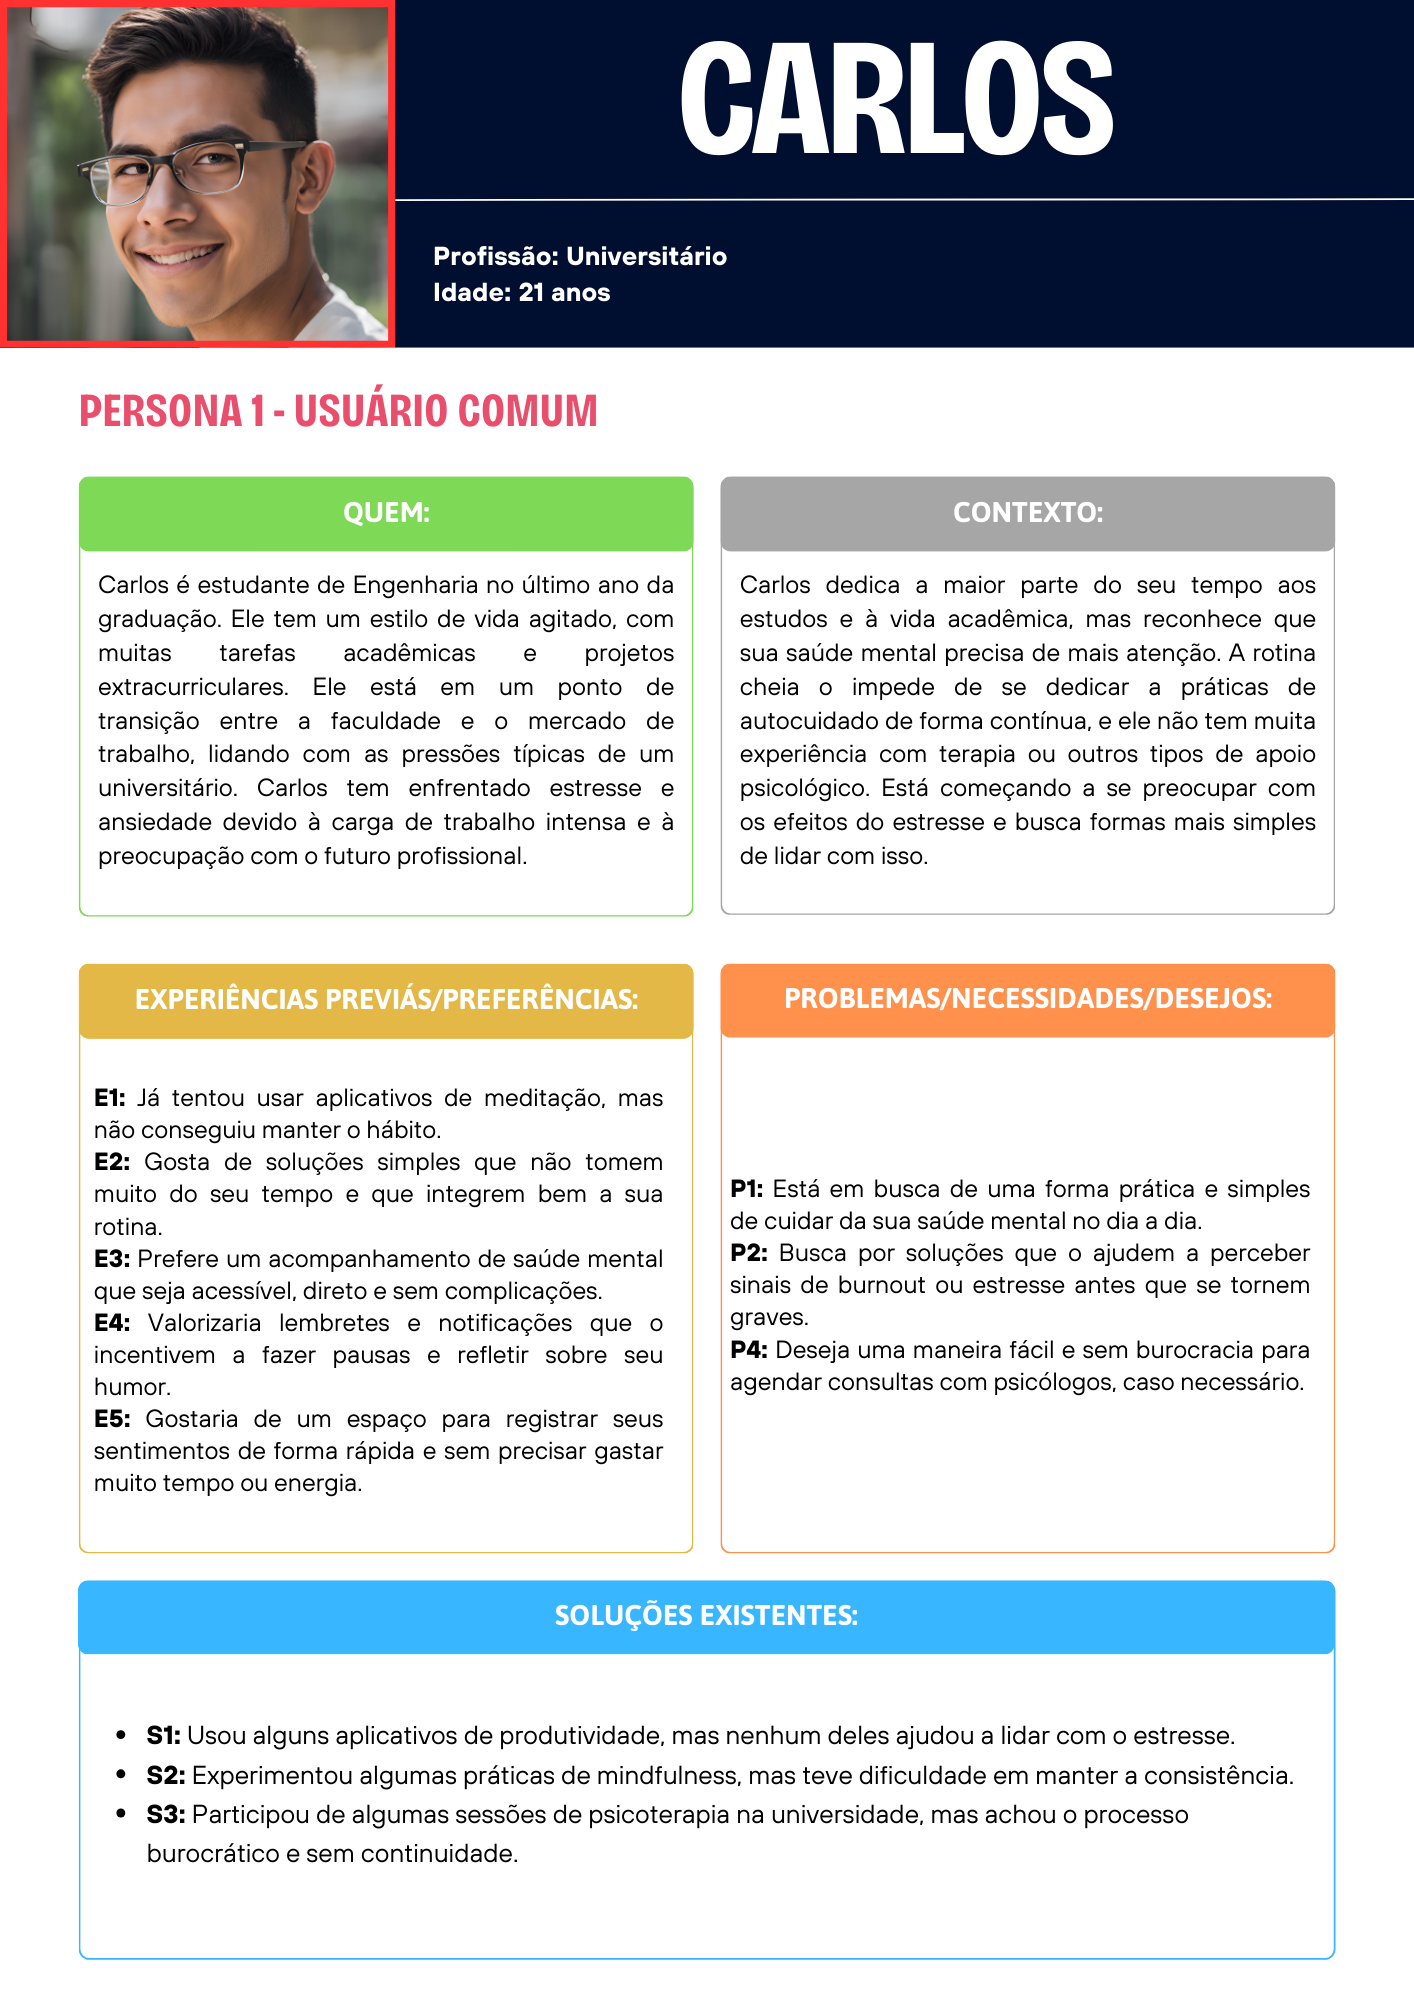 CARLOS
Profissão: Universitário
Idade: 21 anos
PERSONA 1 - USUÁRIO COMUM
QUEM:
Carlos é estudante de Engenharia no último ano da
graduação. Ele tem um estilo de vida agitado, com
muitas tarefas acadêmicas e projetos
extracurriculares. Ele está em um ponto de
transição entre a faculdade e o mercado de
trabalho, lidando com as pressões típicas de um
universitário. Carlos tem enfrentado estresse e
ansiedade devido à carga de trabalho intensa e à
preocupação com o futuro profissional.
CONTEXTO:
Carlos dedica a maior parte do seu tempo aos
estudos e à vida acadêmica, mas reconhece que
sua saúde mental precisa de mais atenção. A rotina
cheia o impede de se dedicar a práticas de
autocuidado de forma contínua, e ele não tem muita
experiência com terapia ou outros tipos de apoio
psicológico. Está começando a se preocupar com
os efeitos do estresse e busca formas mais simples
de lidar com isso.
EXPERIÊNCIAS PREVIÁS/PREFERÊNCIAS:
E1: Já tentou usar aplicativos de meditação, mas
não conseguiu manter o hábito.
E2: Gosta de soluções simples que não tomem
muito do seu tempo e que integrem bem a sua
rotina.
E3: Prefere um acompanhamento de saúde mental
que seja acessível, direto e sem complicações.
E4: Valorizaria lembretes e notificações que o
incentivem a fazer pausas e refletir sobre seu
humor.
E5: Gostaria de um espaço para registrar seus
sentimentos de forma rápida e sem precisar gastar
muito tempo ou energia.
PROBLEMAS/NECESSIDADES/DESEJOS:
P1: Está em busca de uma forma prática e simples
de cuidar da sua saúde mental no dia a dia.
P2: Busca por soluções que o ajudem a perceber
sinais de burnout ou estresse antes que se tornem
graves.
P4: Deseja uma maneira fácil e sem burocracia para
agendar consultas com psicólogos, caso necessário.
SOLUÇÕES EXISTENTES:
• S1: Usou alguns aplicativos de produtividade, mas nenhum deles ajudou a lidar com o estresse.
• S2: Experimentou algumas práticas de mindfulness, mas teve dificuldade em manter a consistência.
• S3: Participou de algumas sessões de psicoterapia na universidade, mas achou o processo
burocrático e sem continuidade.